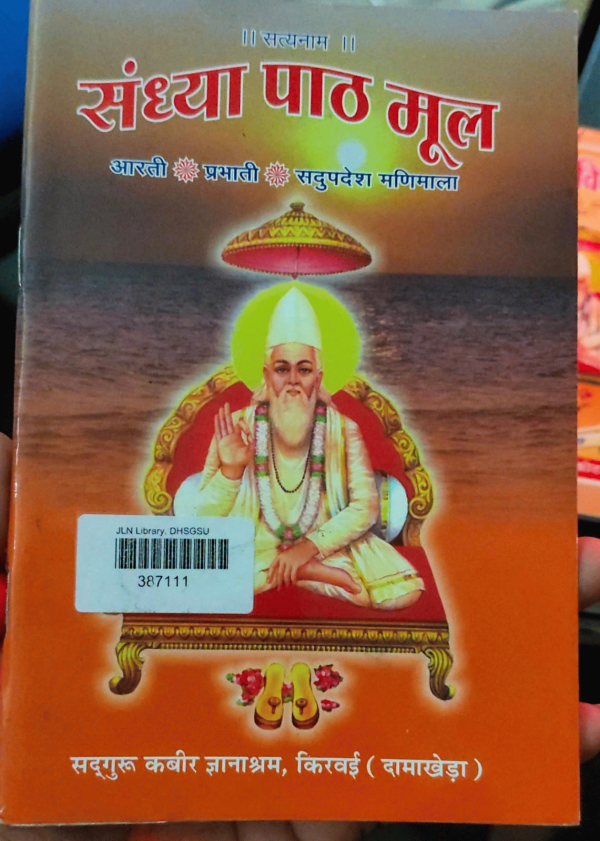 ।। सत्यनाम ।।
संध्या पाठ मूल
आरती प्रभाती सदुपदेश मणिमाला
JLN Library, DHSGSU
387111
सद्गुरू कबीर ज्ञानाश्रम, किरवई ( दामाखेड़ा )